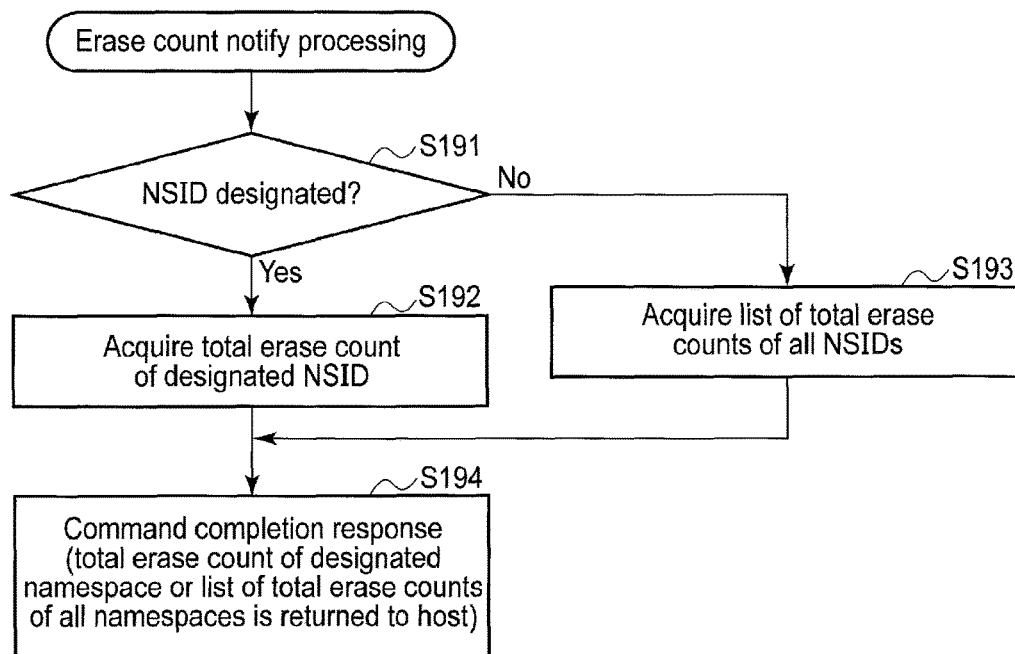 Erase count notify processing
S191
NSID designated?
No
Yes
S192
S193
Acquire total erase count
of designated NSID
Acquire list of total erase
counts of all NSIDs
S194
Command completion response
(total erase count of designated
namespace or list of total erase counts
of all namespaces is returned to host)